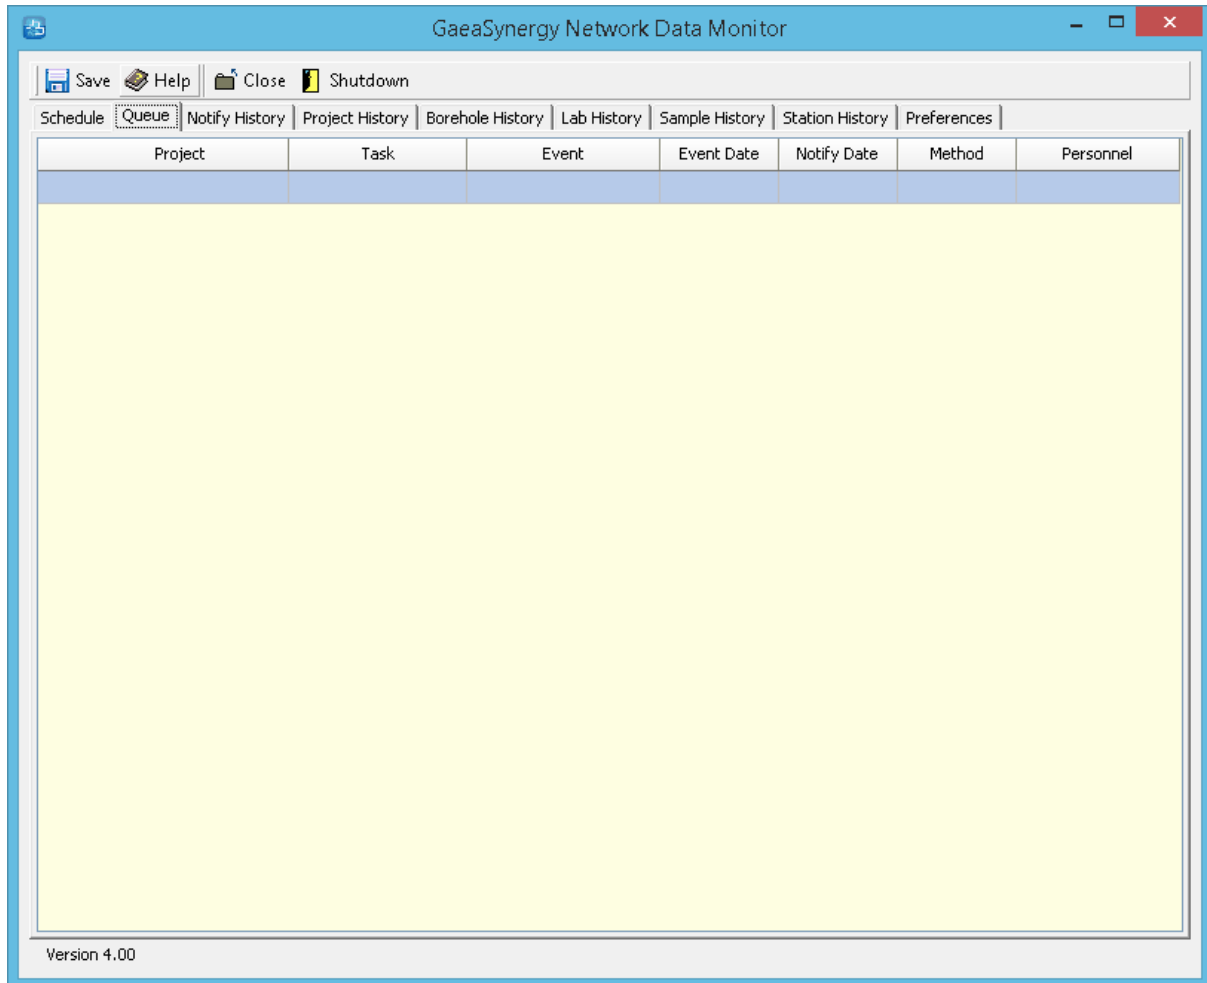 GaeaSynergy Network Data Monitor
Save Help Close Shutdown
Schedule Queue Notify History Project History Borehole History Lab History Sample History Station History Preferences
Project Task Event Event Date Notify Date Method Personnel
Version 4.00